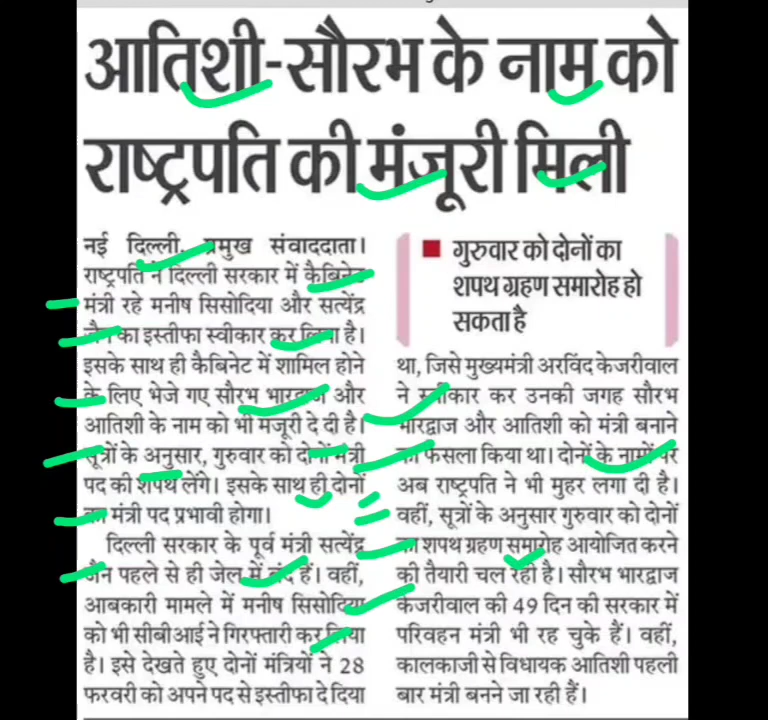 आतिशी-सौरभ के नाम को
राष्ट्रपति की मंजूरी मिली
नई दिल्ली, प्रमुख संवाददाता।
राष्ट्रपति ने दिल्ली सरकार में कैबिनेट
मंत्री रहे मनीष सिसोदिया और सत्येंद्र
जैन का इस्तीफा स्वीकार कर लिया है।
इसके साथ ही कैबिनेट में शामिल होने
के लिए भेजे गए सौरभ भारद्वाज और
आतिशी के नाम को भी मंजूरी दे दी है।
सूत्रों के अनुसार, गुरुवार को दोनों मंत्री
पद की शपथ लेंगे। इसके साथ ही दोनों
का मंत्री पद प्रभावी होगा।
दिल्ली सरकार के पूर्व मंत्री सत्येंद्र
जैन पहले से ही जेल में बंद हैं। वहीं,
आबकारी मामले में मनीष सिसोदिया
को भी सीबीआई ने गिरफ्तारी कर लिया
है। इसे देखते हुए दोनों मंत्रियों ने 28
फरवरी को अपने पद से इस्तीफा दे दिया
■ गुरुवार को दोनों का
शपथ ग्रहण समारोह हो
सकता है
था, जिसे मुख्यमंत्री अरविंद केजरीवाल
ने स्वीकार कर उनकी जगह सौरभ
भारद्वाज और आतिशी को मंत्री बनाने
का फैसला किया था। दोनों के नामों पर
अब राष्ट्रपति ने भी मुहर लगा दी है।
वहीं, सूत्रों के अनुसार गुरुवार को दोनों
का शपथ ग्रहण समारोह आयोजित करने
की तैयारी चल रही है। सौरभ भारद्वाज
केजरीवाल की 49 दिन की सरकार में
परिवहन मंत्री भी रह चुके हैं। वहीं,
कालकाजी से विधायक आतिशी पहली
बार मंत्री बनने जा रही हैं।